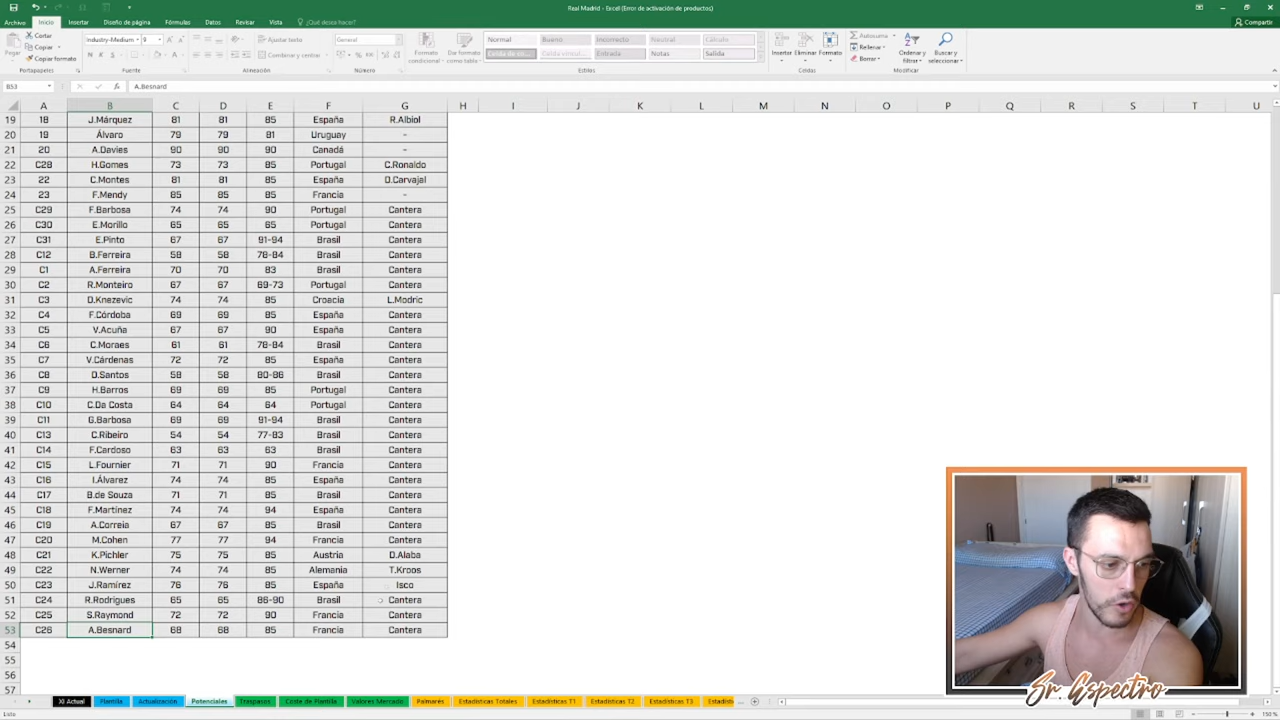 Real Madrid - Excel (Error de activación de productos)
Archivo Inicio Insertar Diseño de página Fórmulas Datos Revisar Vista ¿Qué desea hacer? Compartir
Cortar
Copiar
Copiar formato
Pegar
Portapapeles
Industry-Medium 9
Fuente
Ajustar texto
Combinar y centrar
Alineación
General
Número
Formato condicional
Dar formato como tabla
Normal Bueno Incorrecto Neutral Cálculo
Celda de co... Celda vincul... Entrada Notas Salida
Estilos
Insertar Eliminar Formato
Celdas
Autosuma
Rellenar
Borrar
Ordenar y filtrar
Buscar y seleccionar
Modificar
B53 A.Besnard
A B C D E F G H I J K L M N O P Q R S T U
19 18 J.Márquez 81 81 85 España R.Albiol
20 19 Álvaro 79 79 81 Uruguay -
21 20 A.Davies 90 90 90 Canadá -
22 C28 H.Gomes 73 73 85 Portugal C.Ronaldo
23 22 C.Montes 81 81 85 España D.Carvajal
24 23 F.Mendy 85 85 85 Francia -
25 C29 F.Barbosa 74 74 90 Portugal Cantera
26 C30 E.Morillo 65 65 65 Portugal Cantera
27 C31 E.Pinto 67 67 91-94 Brasil Cantera
28 C12 B.Ferreira 58 58 78-84 Brasil Cantera
29 C1 A.Ferreira 70 70 83 Brasil Cantera
30 C2 R.Monteiro 67 67 69-73 Portugal Cantera
31 C3 D.Knezevic 74 74 85 Croacia L.Modric
32 C4 F.Córdoba 69 69 85 España Cantera
33 C5 V.Acuña 67 67 90 España Cantera
34 C6 C.Moraes 61 61 78-84 Brasil Cantera
35 C7 V.Cárdenas 72 72 85 España Cantera
36 C8 D.Santos 58 58 80-86 Brasil Cantera
37 C9 H.Barros 69 69 85 Portugal Cantera
38 C10 C.Da Costa 64 64 64 Portugal Cantera
39 C11 G.Barbosa 69 69 91-94 Brasil Cantera
40 C13 C.Ribeiro 54 54 77-83 Brasil Cantera
41 C14 F.Cardoso 63 63 63 Brasil Cantera
42 C15 L.Fournier 71 71 90 Francia Cantera
43 C16 I.Álvarez 74 74 85 España Cantera
44 C17 B.de Souza 71 71 85 Brasil Cantera
45 C18 F.Martínez 74 74 94 España Cantera
46 C19 A.Correia 67 67 85 Brasil Cantera
47 C20 M.Cohen 77 77 94 Francia Cantera
48 C21 K.Pichler 75 75 85 Austria D.Alaba
49 C22 N.Werner 74 74 85 Alemania T.Kroos
50 C23 J.Ramírez 76 76 85 España Isco
51 C24 R.Rodrigues 65 65 86-90 Brasil Cantera
52 C25 S.Raymond 72 72 90 Francia Cantera
53 C26 A.Besnard 68 68 85 Francia Cantera
54
55
56
57
Sr. Gspectro
XI Actual Plantilla Actualización Potenciales Traspasos Coste de Plantilla Valores Mercado Palmarés Estadísticas Totales Estadísticas T1 Estadísticas T2 Estadísticas T3 Estadísti
Listo
150 %